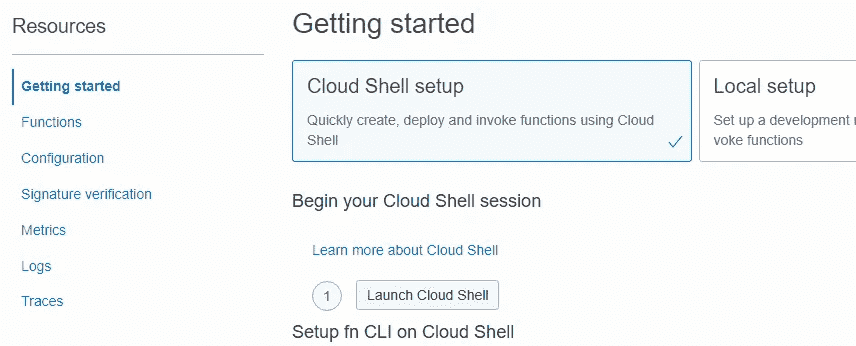 Resources
Getting started
Functions
Configuration
Signature verification
Metrics
Logs
Traces
Getting started
Cloud Shell setup
Quickly create, deploy and invoke functions using Cloud
Shell
Local setup
Set up a development
voke functions
Begin your Cloud Shell session
Learn more about Cloud Shell
1
Launch Cloud Shell
Setup fn CLI on Cloud Shell